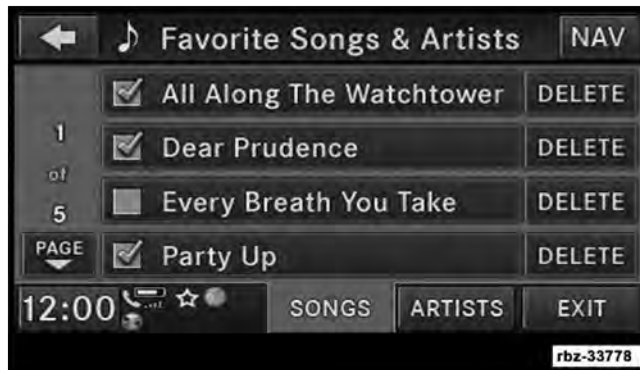 Favorite Songs & Artists NAV
All Along The Watchtower DELETE
1
of
5
Dear Prudence DELETE
Every Breath You Take DELETE
PAGE
Party Up DELETE
12:00 SONGS ARTISTS EXIT
rbz-33778